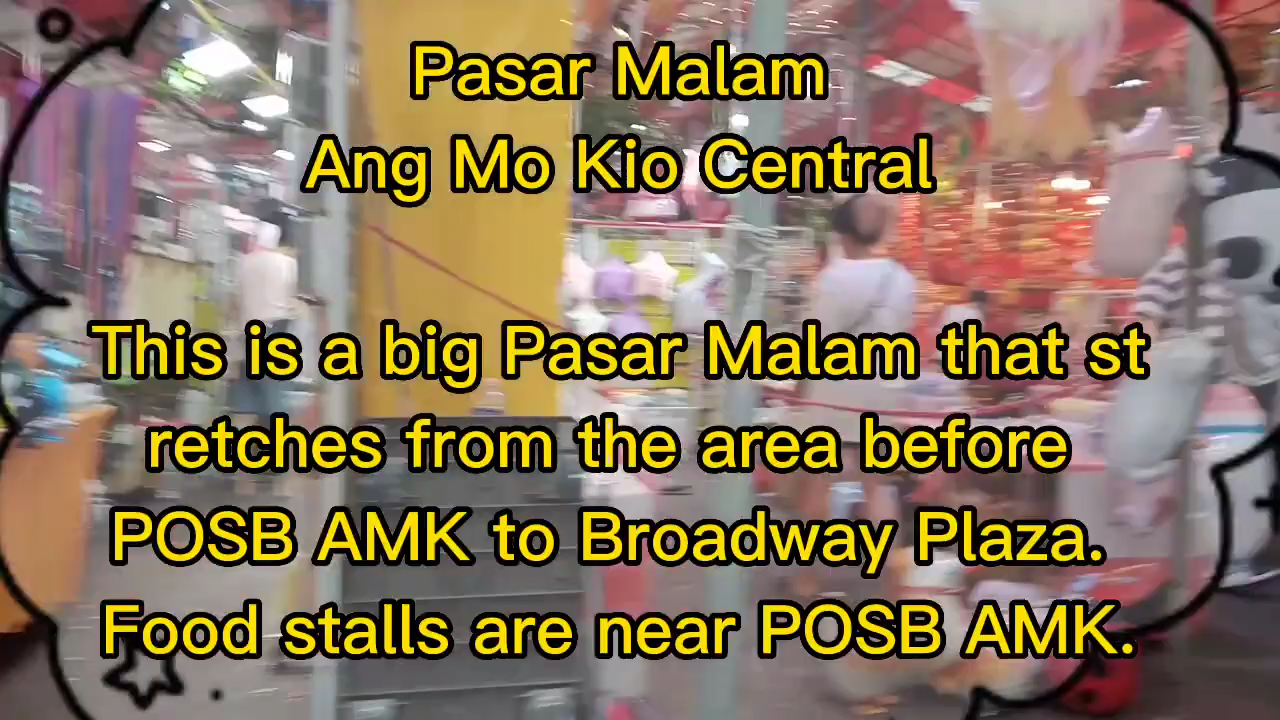 Pasar Malam
Ang Mo Kio Central
This is a big Pasar Malam that st
retches from the area before
POSB AMK to Broadway Plaza.
Food stalls are near POSB AMK.